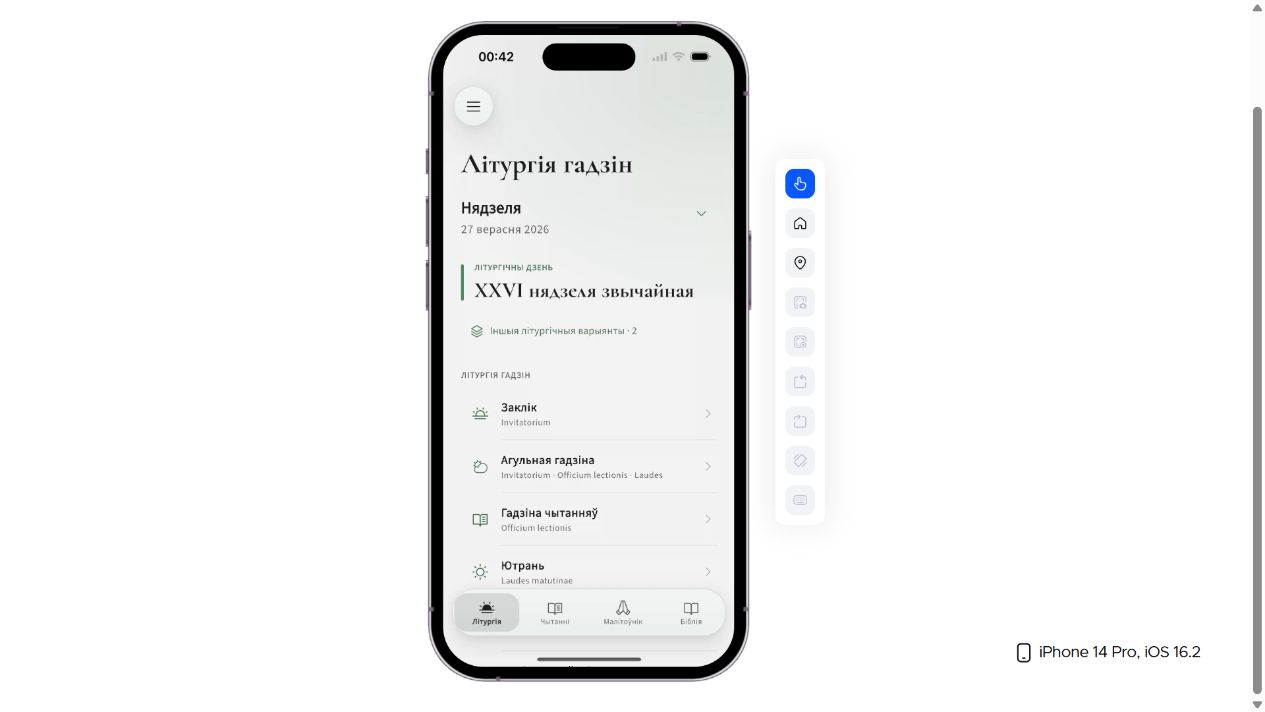 00:42
Літургія гадзін
Нядзеля
27 верасня 2026
ЛІТУРГІЧНЫ ДЗЕНЬ
XXVI нядзеля звычайная
Іншыя літургічныя варыянты · 2
ЛІТУРГІЯ ГАДЗІН
Заклік
Invitatorium
Агульная гадзіна
Invitatorium · Officium lectionis · Laudes
Гадзіна чытанняў
Officium lectionis
Ютрань
Laudes matutinae
Літургія
Чытанні
Малітоўнік
Біблія
iPhone 14 Pro, iOS 16.2